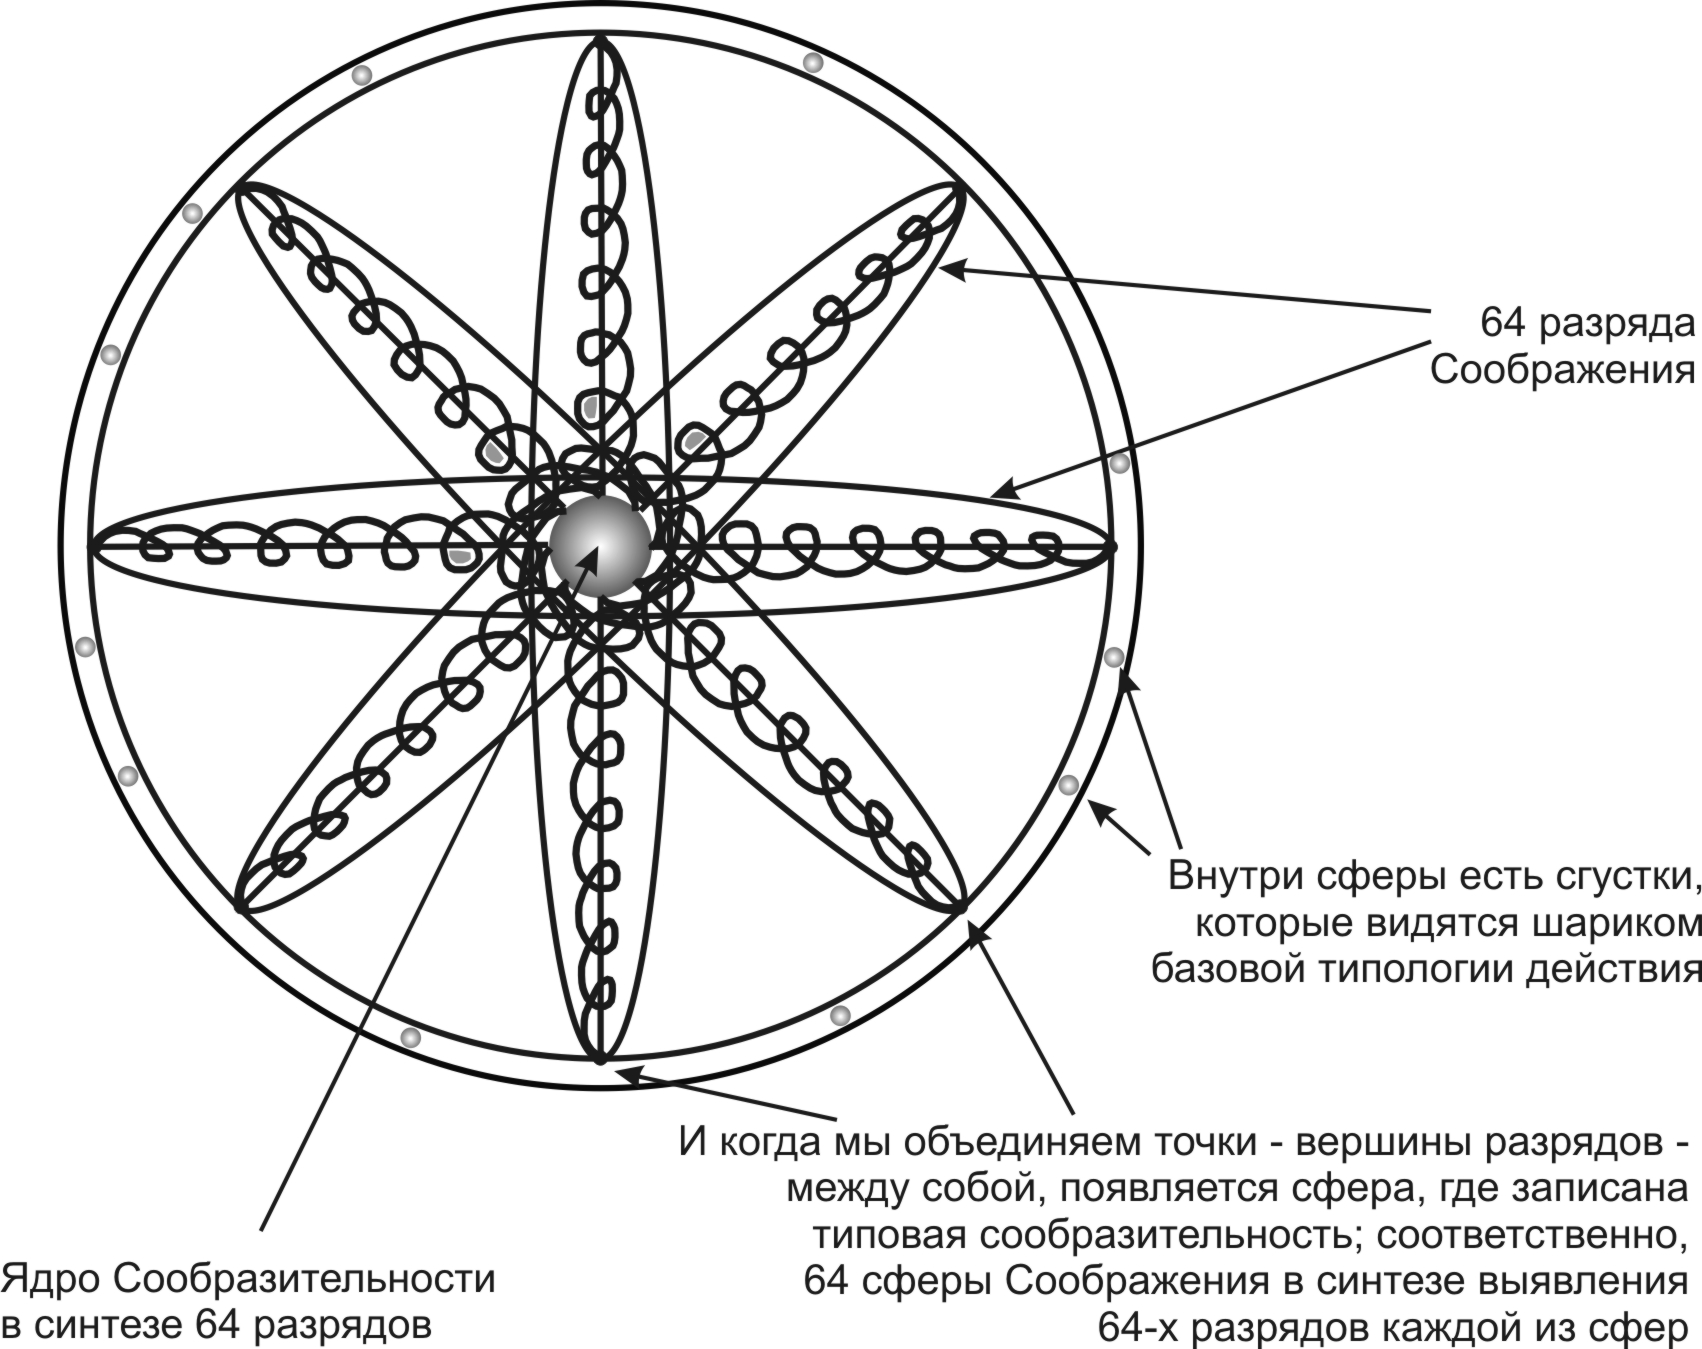 64 разряда
Соображения
Внутри сферы есть сгустки,
которые видятся шариком
базовой типологии действия
И когда мы объединяем точки - вершины разрядов -
между собой, появляется сфера, где записана
типовая сообразительность; соответственно,
64 сферы Соображения в синтезе выявления
64-х разрядов каждой из сфер
Ядро Сообразительности
в синтезе 64 разрядов